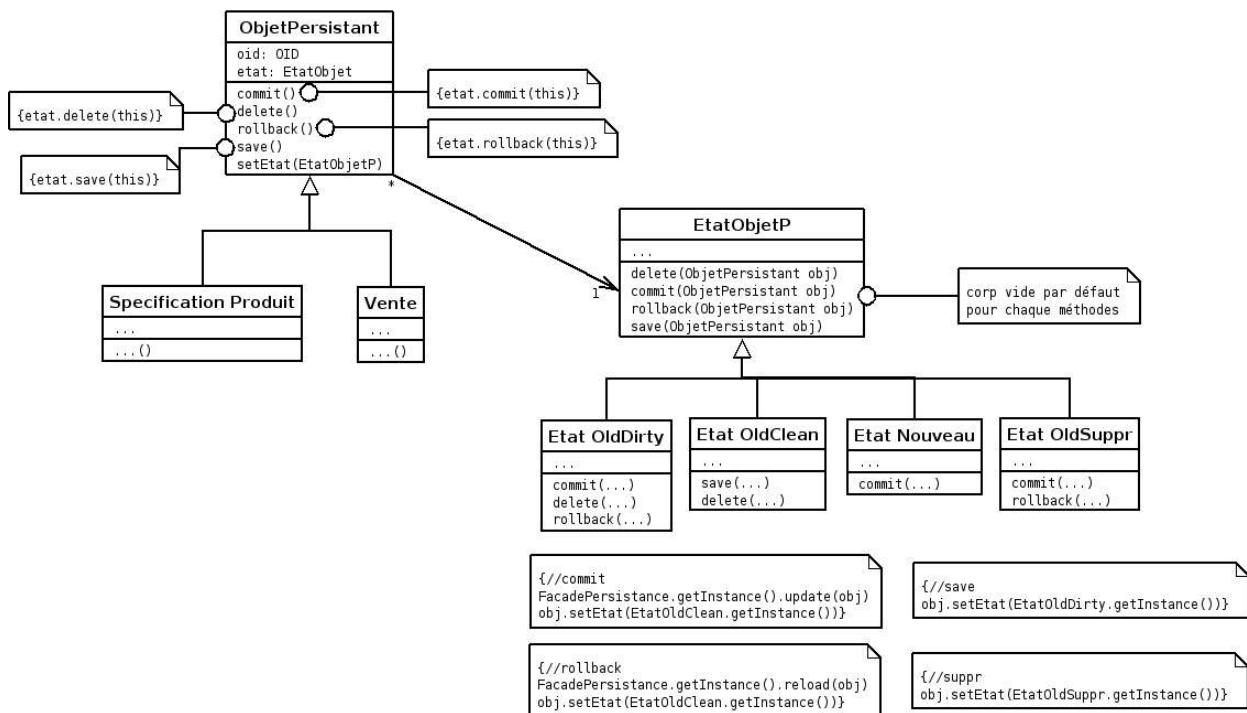 ObjetPersistant
oid: OID
etat: EtatObjet
commit()
delete()
rollback()
save()
setEtat(EtatObjetP)
{etat.commit(this)}
{etat.delete(this)}
{etat.rollback(this)}
{etat.save(this)}
*
1
EtatObjetP
...
delete(ObjetPersistant obj)
commit(ObjetPersistant obj)
rollback(ObjetPersistant obj)
save(ObjetPersistant obj)
corp vide par défaut
pour chaque méthodes
Specification Produit
...
...()
Vente
...
...()
Etat OldDirty
...
commit(...)
delete(...)
rollback(...)
Etat OldClean
...
save(...)
delete(...)
Etat Nouveau
...
commit(...)
Etat OldSuppr
...
commit(...)
rollback(...)
{//commit
FacadePersistance.getInstance().update(obj)
obj.setEtat(EtatOldClean.getInstance())}
{//save
obj.setEtat(EtatOldDirty.getInstance())}
{//rollback
FacadePersistance.getInstance().reload(obj)
obj.setEtat(EtatOldClean.getInstance())}
{//suppr
obj.setEtat(EtatOldSuppr.getInstance())}